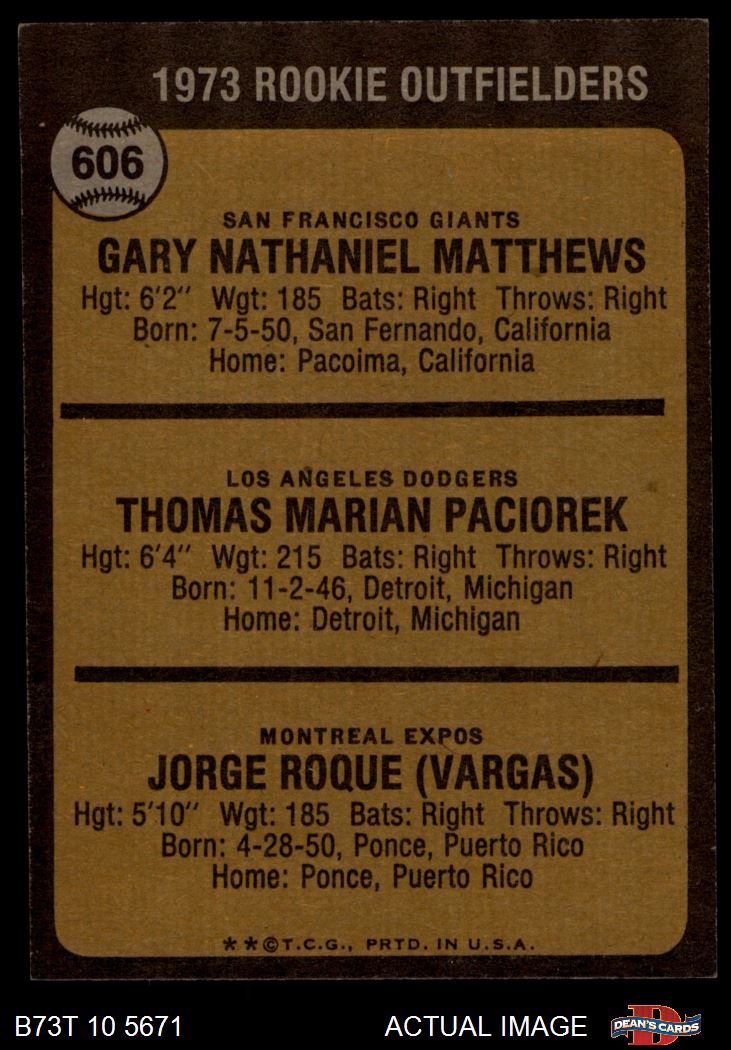 1973 ROOKIE OUTFIELDERS
606
SAN FRANCISCO GIANTS
GARY NATHANIEL MATTHEWS
Hgt: 6'2" Wgt: 185 Bats: Right Throws: Right
Born: 7-5-50, San Fernando, California
Home: Pacoima, California
LOS ANGELES DODGERS
THOMAS MARIAN PACIOREK
Hgt: 6'4" Wgt: 215 Bats: Right Throws: Right
Born: 11-2-46, Detroit, Michigan
Home: Detroit, Michigan
MONTREAL EXPOS
JORGE ROQUE (VARGAS)
Hgt: 5'10" Wgt: 185 Bats: Right Throws: Right
Born: 4-28-50, Ponce, Puerto Rico
Home: Ponce, Puerto Rico
**©T.C.G., PRTD. IN U.S.A.
B73T 10 5671 ACTUAL IMAGE D DEAN'S CARDS